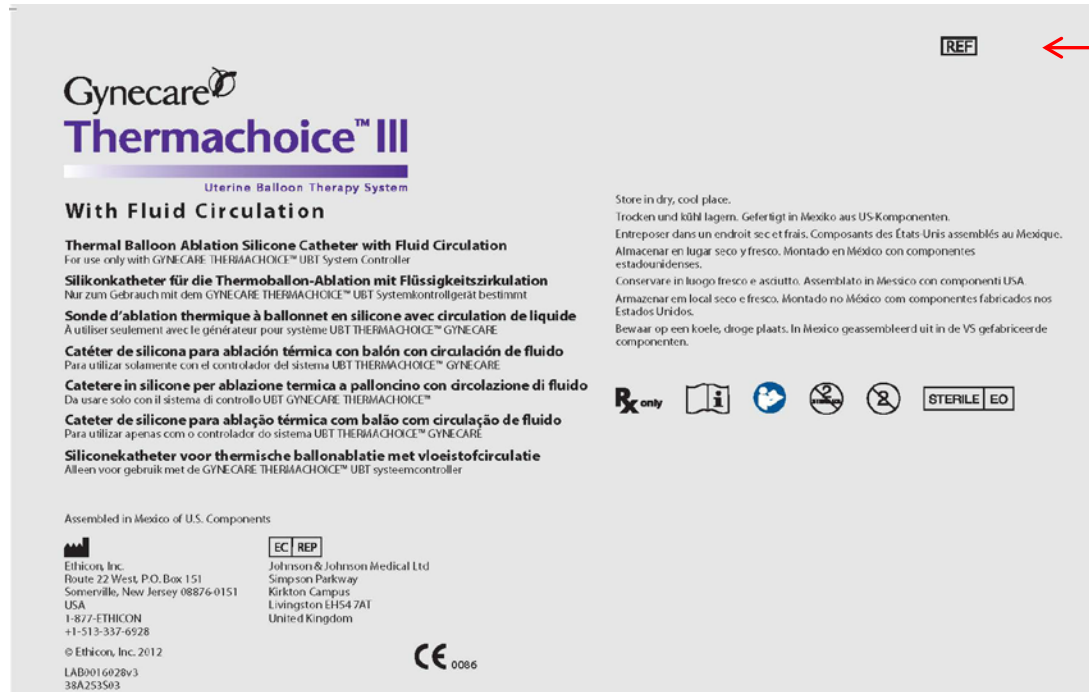 REF
Gynecare
Thermachoice™ III
Uterine Balloon Therapy System
With Fluid Circulation
Thermal Balloon Ablation Silicone Catheter with Fluid Circulation
For use only with GYNECARE THERMACHOICE™ UBT System Controller
Silikonkatheter für die Thermoballon-Ablation mit Flüssigkeitszirkulation
Nur zum Gebrauch mit dem GYNECARE THERMACHOICE™ UBT Systemkontrollgerät bestimmt
Sonde d'ablation thermique à ballonnet en silicone avec circulation de liquide
À utiliser seulement avec le générateur pour système UBT THERMACHOICE™ GYNECARE
Catéter de silicona para ablación térmica con balón con circulación de fluido
Para utilizar solamente con el controlador del sistema UBT THERMACHOICE™ GYNECARE
Catetere in silicone per ablazione termica a palloncino con circolazione di fluido
Da usare solo con il sistema di controllo UBT GYNECARE THERMACHOICE™
Cateter de silicone para ablação térmica com balão com circulação de fluido
Para utilizar apenas com o controlador do sistema UBT THERMACHOICE™ GYNECARE
Siliconekatheter voor thermische ballonablatie met vloeistofcirculatie
Alleen voor gebruik met de GYNECARE THERMACHOICE™ UBT systeemcontroller
Store in dry, cool place.
Trocken und kühl lagern. Gefertigt in Mexiko aus US-Komponenten.
Entreposer dans un endroit sec et frais. Composants des États-Unis assemblés au Mexique.
Almacenar en lugar seco y fresco. Montado en México con componentes
estadounidenses.
Conservare in luogo fresco e asciutto. Assemblato in Messico con componenti USA.
Armazenar em local seco e fresco. Montado no México com componentes fabricados nos
Estados Unidos.
Bewaar op een koele, droge plaats. In Mexico geassembleerd uit in de VS gefabriceerde
componenten.
Rx only
2
STERILE EO
Assembled in Mexico of U.S. Components
Ethicon, Inc.
Route 22 West, P.O. Box 151
Somerville, New Jersey 08876-0151
USA
1-877-ETHICON
+1-513-337-6928
EC REP
Johnson & Johnson Medical Ltd
Simpson Parkway
Kirkton Campus
Livingston EH54 7AT
United Kingdom
© Ethicon, Inc. 2012
LAB0016028v3
38A253S03
CE 0086